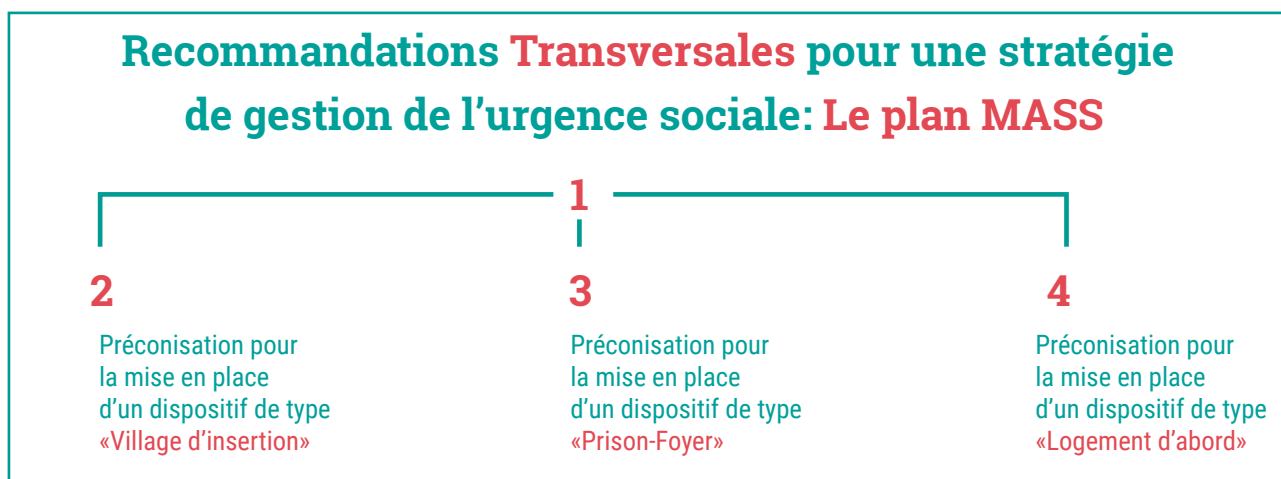 Recommandations Transversales pour une stratégie
de gestion de l’urgence sociale: Le plan MASS
1
2
Préconisation pour
la mise en place
d’un dispositif de type
«Village d’insertion»
3
Préconisation pour
la mise en place
d’un dispositif de type
«Prison-Foyer»
4
Préconisation pour
la mise en place
d’un dispositif de type
«Logement d’abord»